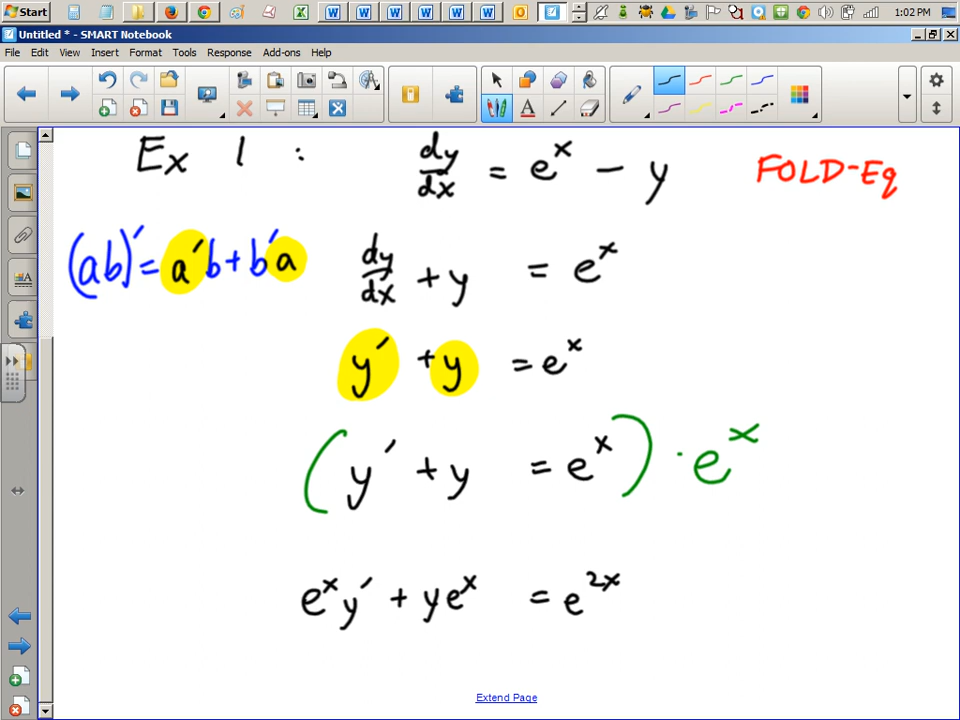 Start
1:02 PM
Untitled * - SMART Notebook
File Edit View Insert Format Tools Response Add-ons Help
Ex 1 : dy/dx = e^x - y FOLD-Eq
(ab)′ = a′b + b′a dy/dx + y = e^x
y′ + y = e^x
(y′ + y = e^x) · e^x
e^x y′ + ye^x = e^2x
Extend Page